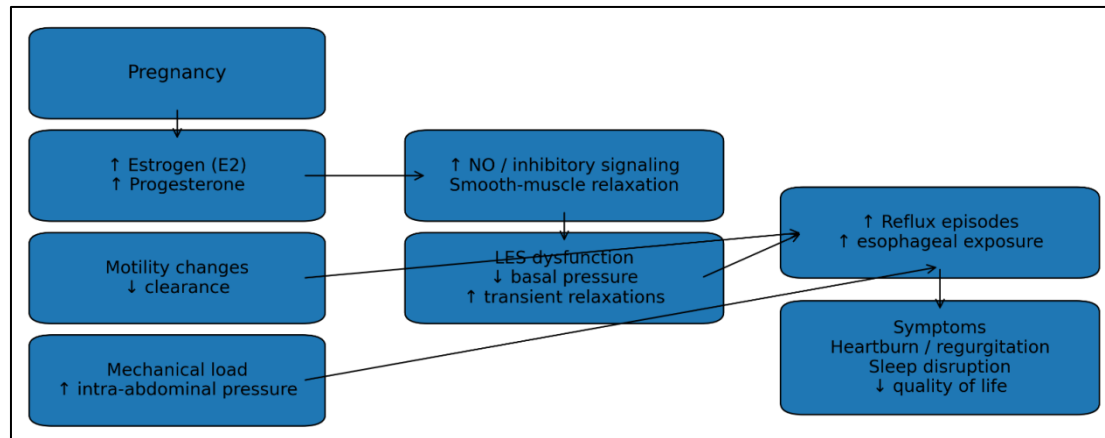 Pregnancy
↑ Estrogen (E2)
↑ Progesterone
Motility changes
↓ clearance
Mechanical load
↑ intra-abdominal pressure
↑ NO / inhibitory signaling
Smooth-muscle relaxation
LES dysfunction
↓ basal pressure
↑ transient relaxations
↑ Reflux episodes
↑ esophageal exposure
Symptoms
Heartburn / regurgitation
Sleep disruption
↓ quality of life